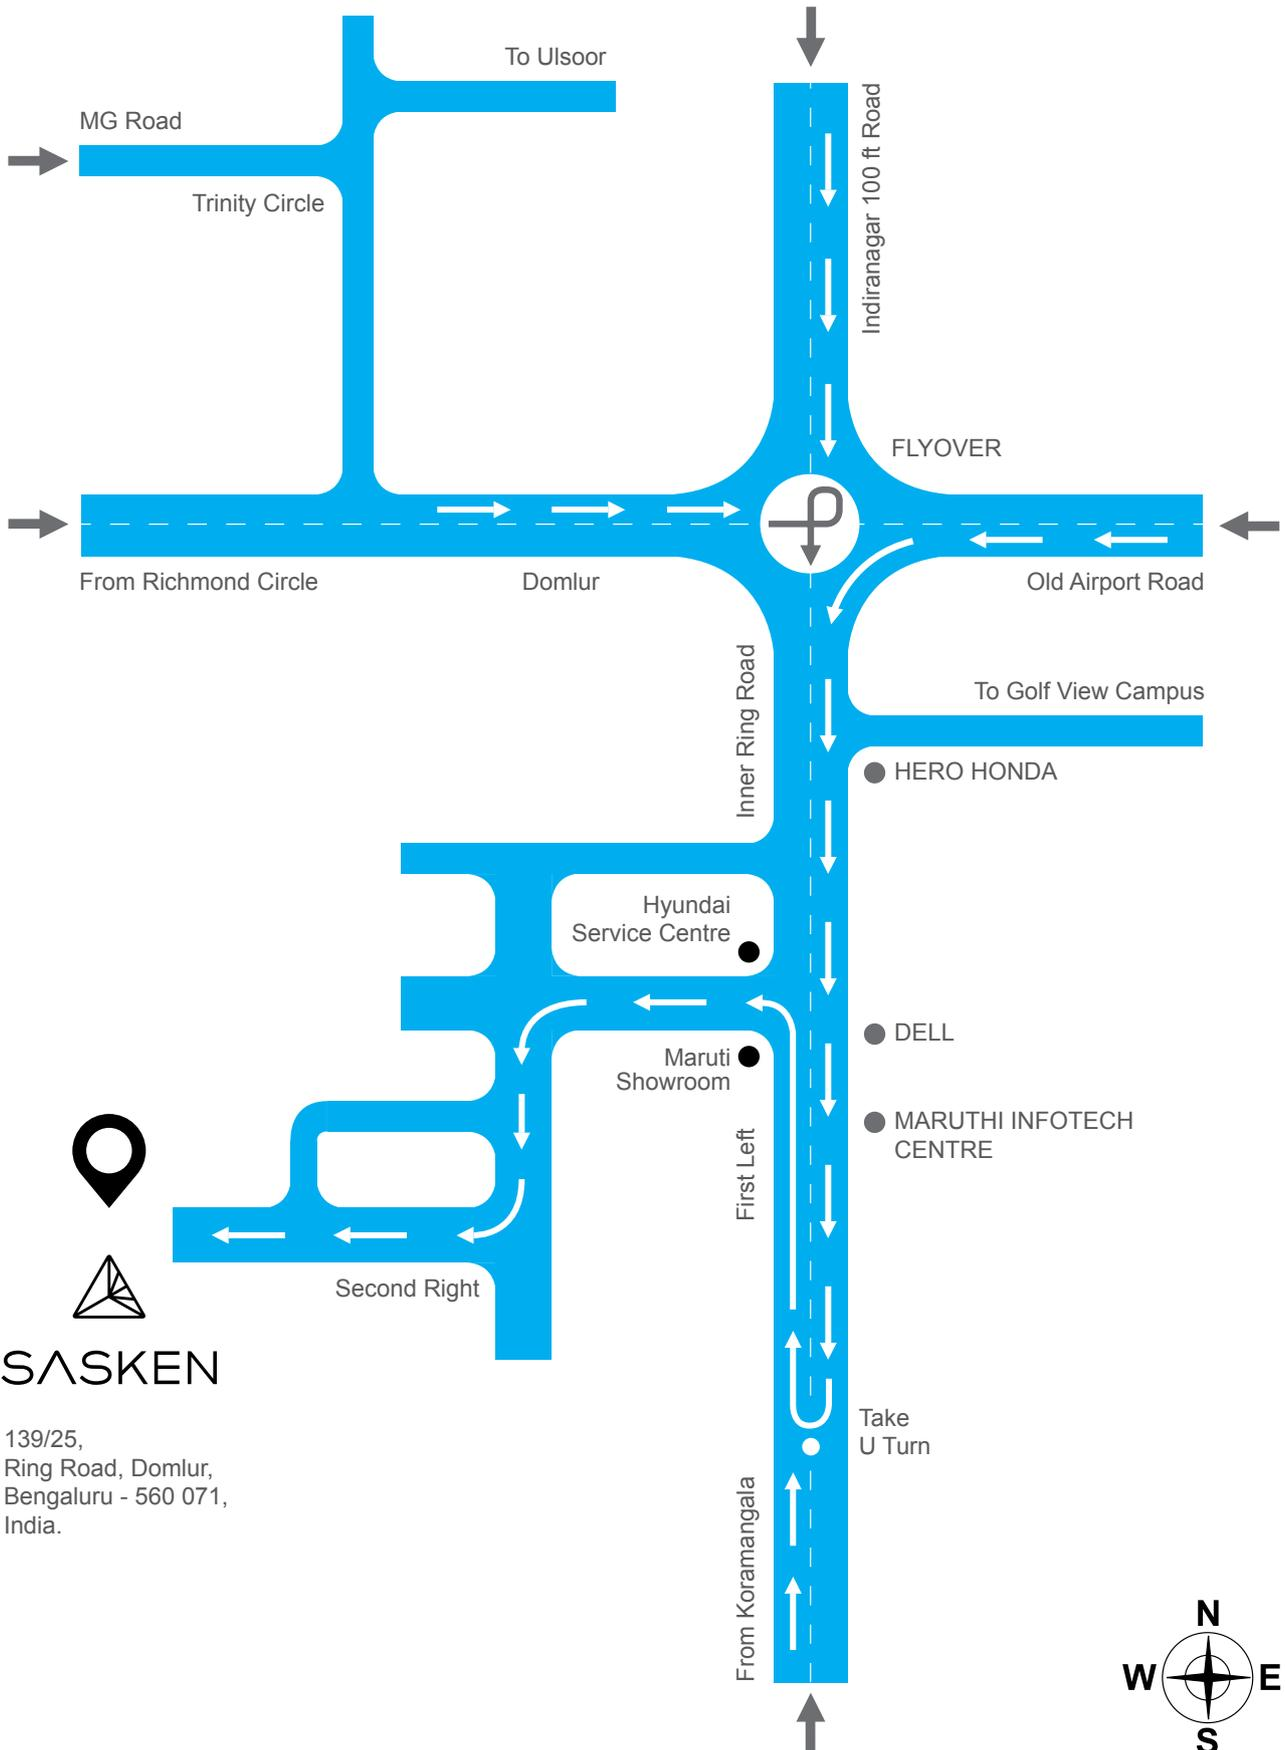 To Ulsoor
MG Road
Trinity Circle
Indiranagar 100 ft Road
FLYOVER
From Richmond Circle
Domlur
Old Airport Road
Inner Ring Road
To Golf View Campus
HERO HONDA
Hyundai
Service Centre
DELL
Maruti
Showroom
MARUTHI INFOTECH
CENTRE
First Left
Second Right
SASKEN
139/25,
Ring Road, Domlur,
Bengaluru - 560 071,
India.
Take
U Turn
From Koramangala
N
W
E
S